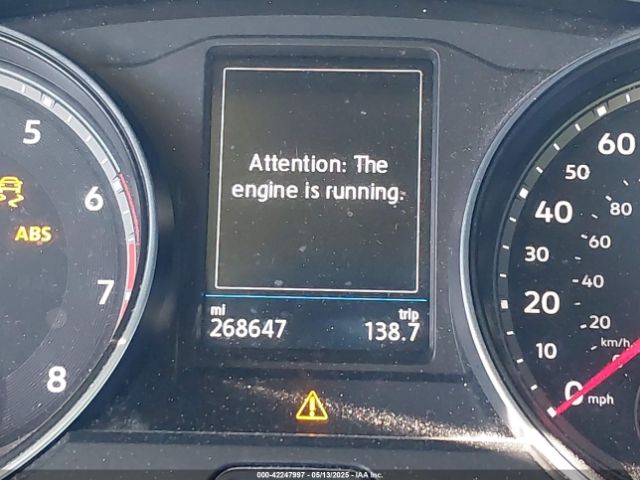 5
6
7
8
ABS
Attention: The
engine is running.
mi trip
268647 138.7
60
50
40
30
20
10
0 mph
80
60
40
20
km/h
000-42247997 - 05/13/2025 - IAA Inc.